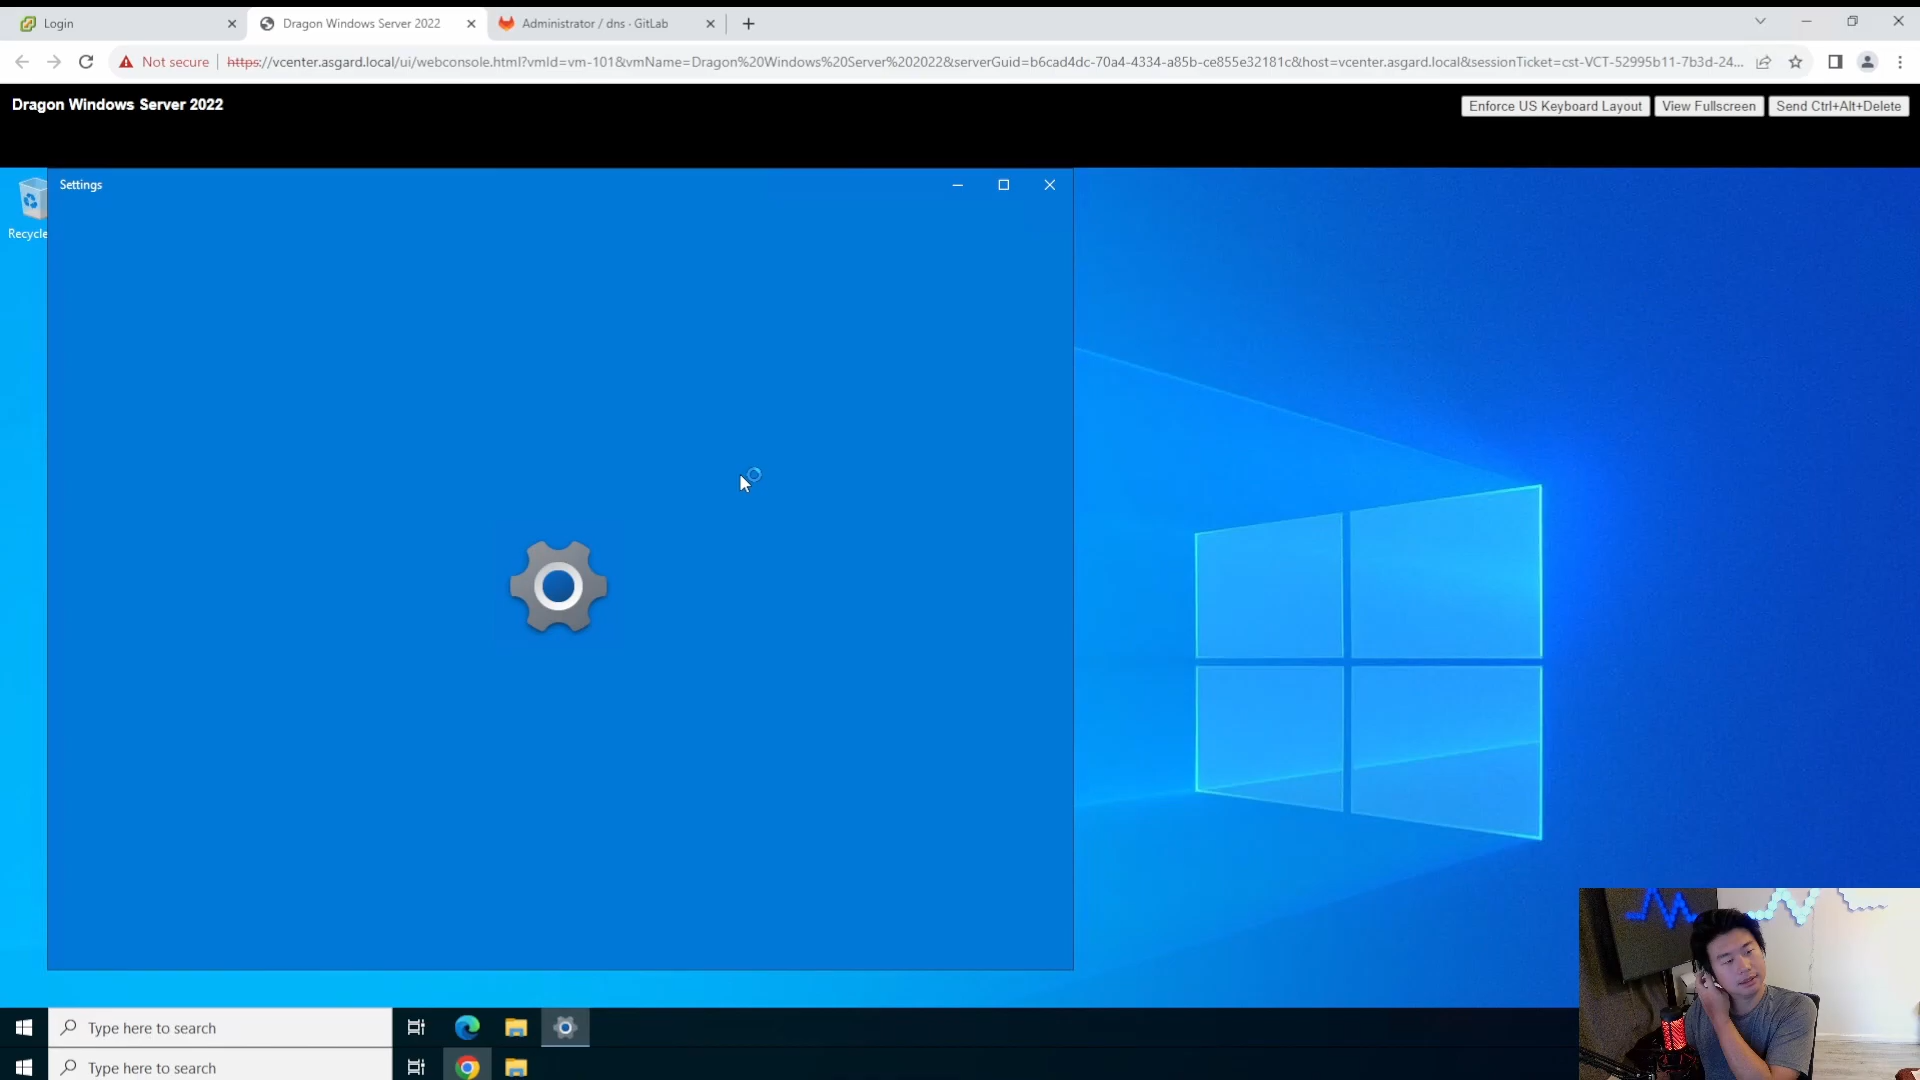 Login
Dragon Windows Server 2022
Administrator / dns · GitLab
Not secure
https://vcenter.asgard.local/ui/webconsole.html?vmId=vm-101&vmName=Dragon%20Windows%20Server%202022&serverGuid=b6cad4dc-70a4-4334-a85b-ce855e32181c&host=vcenter.asgard.local&sessionTicket=cst-VCT-52995b11-7b3d-24...
Dragon Windows Server 2022
Enforce US Keyboard Layout
View Fullscreen
Send Ctrl+Alt+Delete
Settings
Recycle
Type here to search
Type here to search